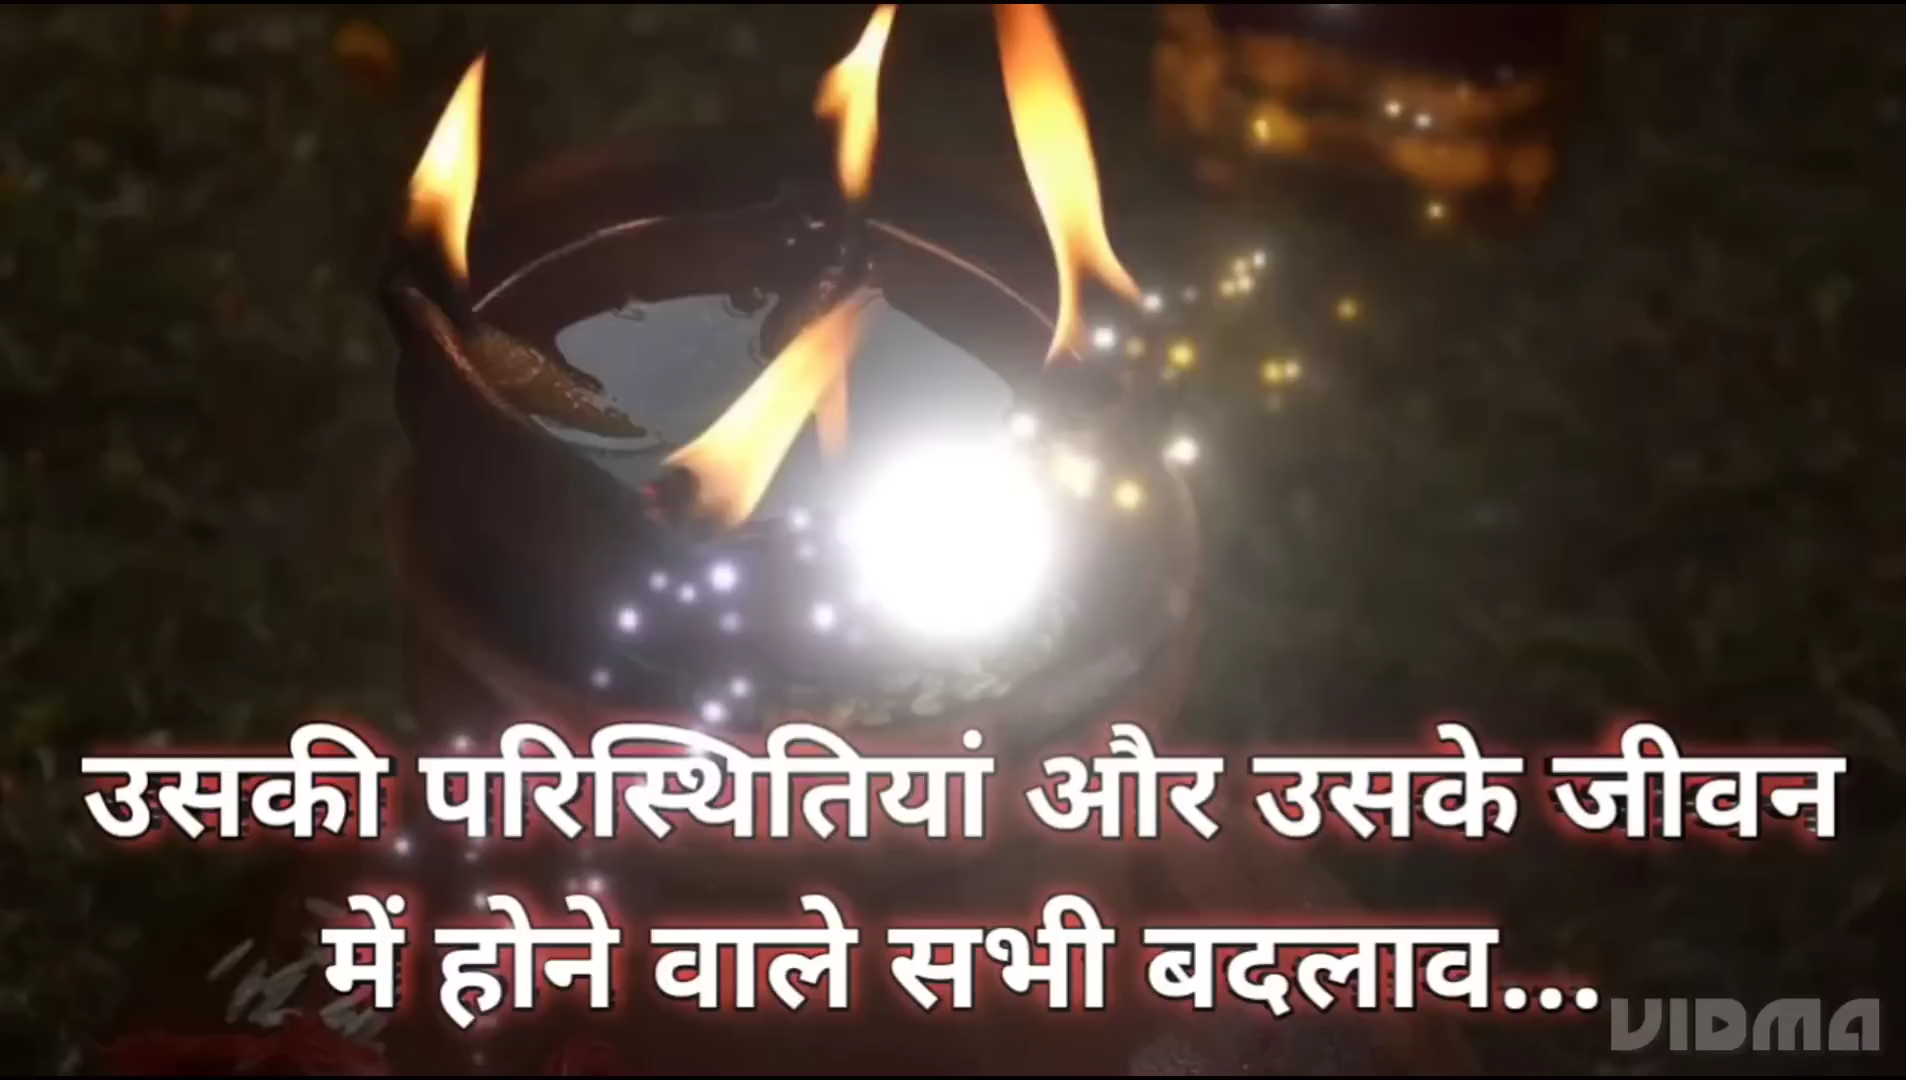 उसकी परिस्थितियां और उसके जीवन
में होने वाले सभी बदलाव...
VIDMA